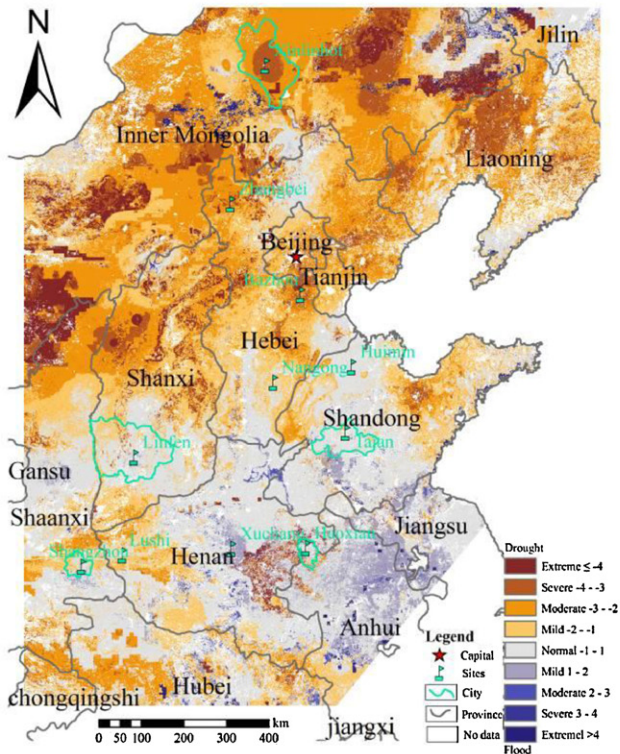 N
Jilin
Xinlinhot
Inner Mongolia
Liaoning
Zhangbei
Beijing
Tianjin
Bazhou
Hebei
Huimin
Nangong
Shanxi
Shandong
Taian
Linfen
Gansu
Shaanxi
Jiangsu
Lushi
Xuchang
Henan
Shangzhou
Anhui
Hubei
chongqingshi
jiangxi
km
0 50 100 200 300 400
Legend
Capital
Sites
City
Province
No data
Drought
Extreme ≤ -4
Severe -4 - -3
Moderate -3 - -2
Mild -2 - -1
Normal -1 - 1
Mild 1 - 2
Moderate 2 - 3
Severe 3 - 4
Extremel >4
Flood